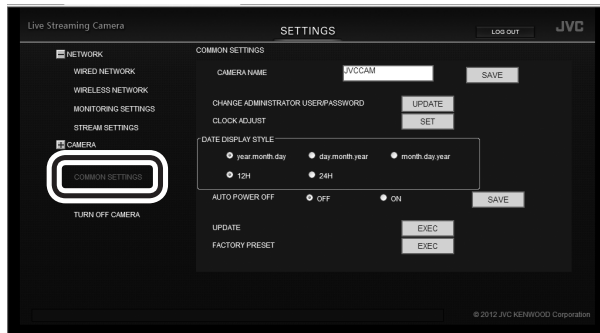 Live Streaming Camera
SETTINGS
LOG OUT
JVC
NETWORK
WIRED NETWORK
WIRELESS NETWORK
MONITORING SETTINGS
STREAM SETTINGS
CAMERA
COMMON SETTINGS
TURN OFF CAMERA
COMMON SETTINGS
CAMERA NAME JVCCAM SAVE
CHANGE ADMINISTRATOR USER/PASSWORD UPDATE
CLOCK ADJUST SET
DATE DISPLAY STYLE
year.month.day day.month.year month.day.year
12H 24H
AUTO POWER OFF OFF ON SAVE
UPDATE EXEC
FACTORY PRESET EXEC
© 2012 JVC KENWOOD Corporation